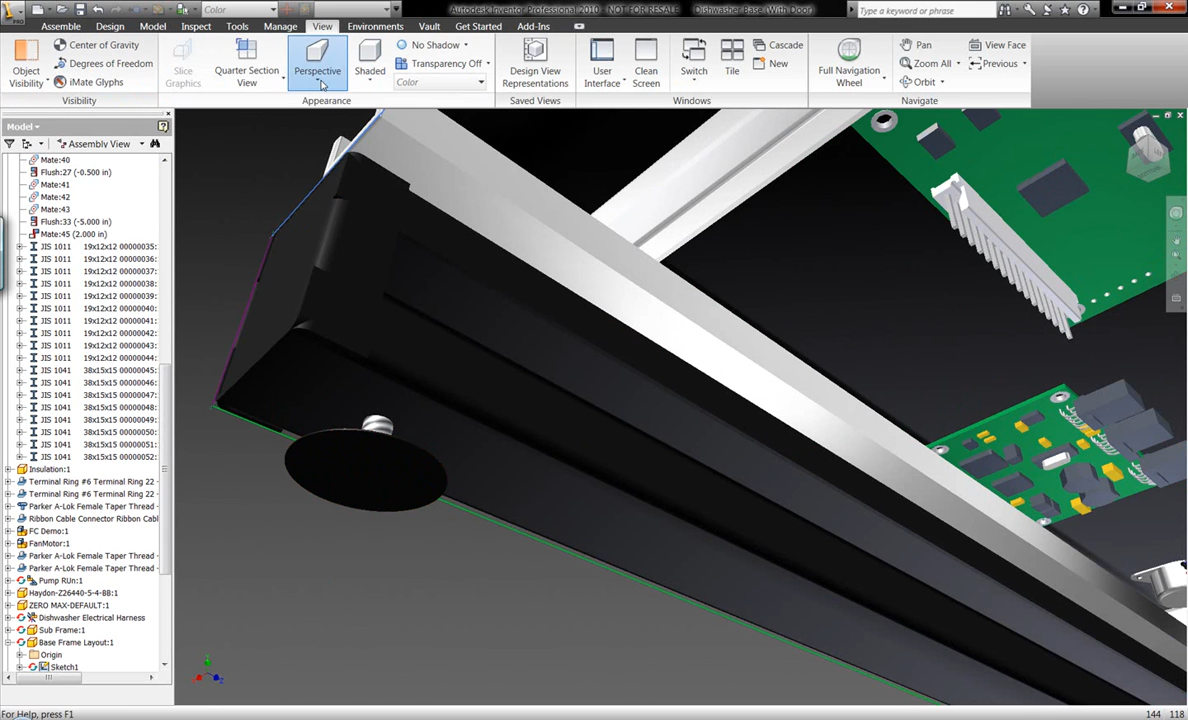 Color
Autodesk Inventor Professional 2010 - NOT FOR RESALE
Dishwasher Base (With Door)
Type a keyword or phrase
PRO
Assemble
Design
Model
Inspect
Tools
Manage
View
Environments
Vault
Get Started
Add-Ins
Object
Visibility
Center of Gravity
Degrees of Freedom
iMate Glyphs
Visibility
Slice
Graphics
Quarter Section
View
Perspective
Shaded
No Shadow
Transparency Off
Color
Appearance
Design View
Representations
Saved Views
User
Interface
Clean
Screen
Switch
Tile
Cascade
New
Windows
Full Navigation
Wheel
Pan
Zoom All
Orbit
View Face
Previous
Navigate
Model
Assembly View
Mate:40
Flush:27 (-0.500 in)
Mate:41
Mate:42
Mate:43
Flush:33 (-5.000 in)
Mate:45 (2.000 in)
JIS 1011 19x12x12 00000035:
JIS 1011 19x12x12 00000036:
JIS 1011 19x12x12 00000037:
JIS 1011 19x12x12 00000038:
JIS 1011 19x12x12 00000039:
JIS 1011 19x12x12 00000040:
JIS 1011 19x12x12 00000041:
JIS 1011 19x12x12 00000042:
JIS 1011 19x12x12 00000043:
JIS 1011 19x12x12 00000044:
JIS 1041 38x15x15 00000045:
JIS 1041 38x15x15 00000046:
JIS 1041 38x15x15 00000047:
JIS 1041 38x15x15 00000048:
JIS 1041 38x15x15 00000049:
JIS 1041 38x15x15 00000050:
JIS 1041 38x15x15 00000051:
JIS 1041 38x15x15 00000052:
Insulation:1
Terminal Ring #6 Terminal Ring 22
Terminal Ring #6 Terminal Ring 22
Parker A-Lok Female Taper Thread -
Ribbon Cable Connector Ribbon Cabl
FC Demo:1
FanMotor:1
Parker A-Lok Female Taper Thread -
Parker A-Lok Female Taper Thread -
Pump RUn:1
Haydon-Z26440-5-4-BB:1
ZERO MAX-DEFAULT:1
Dishwasher Electrical Harness
Sub Frame:1
Base Frame Layout:1
Origin
Sketch1
For Help, press F1
144 118